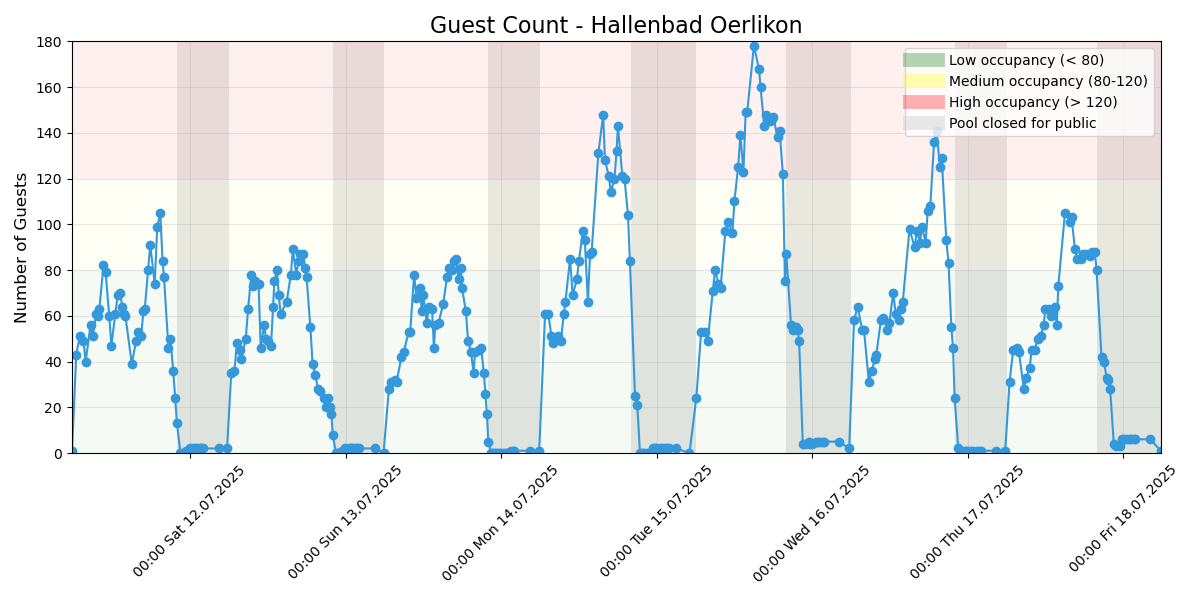 Guest Count - Hallenbad Oerlikon
Number of Guests
180
160
140
120
100
80
60
40
20
0
Low occupancy (< 80)
Medium occupancy (80-120)
High occupancy (> 120)
Pool closed for public
00:00 Sat 12.07.2025
00:00 Sun 13.07.2025
00:00 Mon 14.07.2025
00:00 Tue 15.07.2025
00:00 Wed 16.07.2025
00:00 Thu 17.07.2025
00:00 Fri 18.07.2025